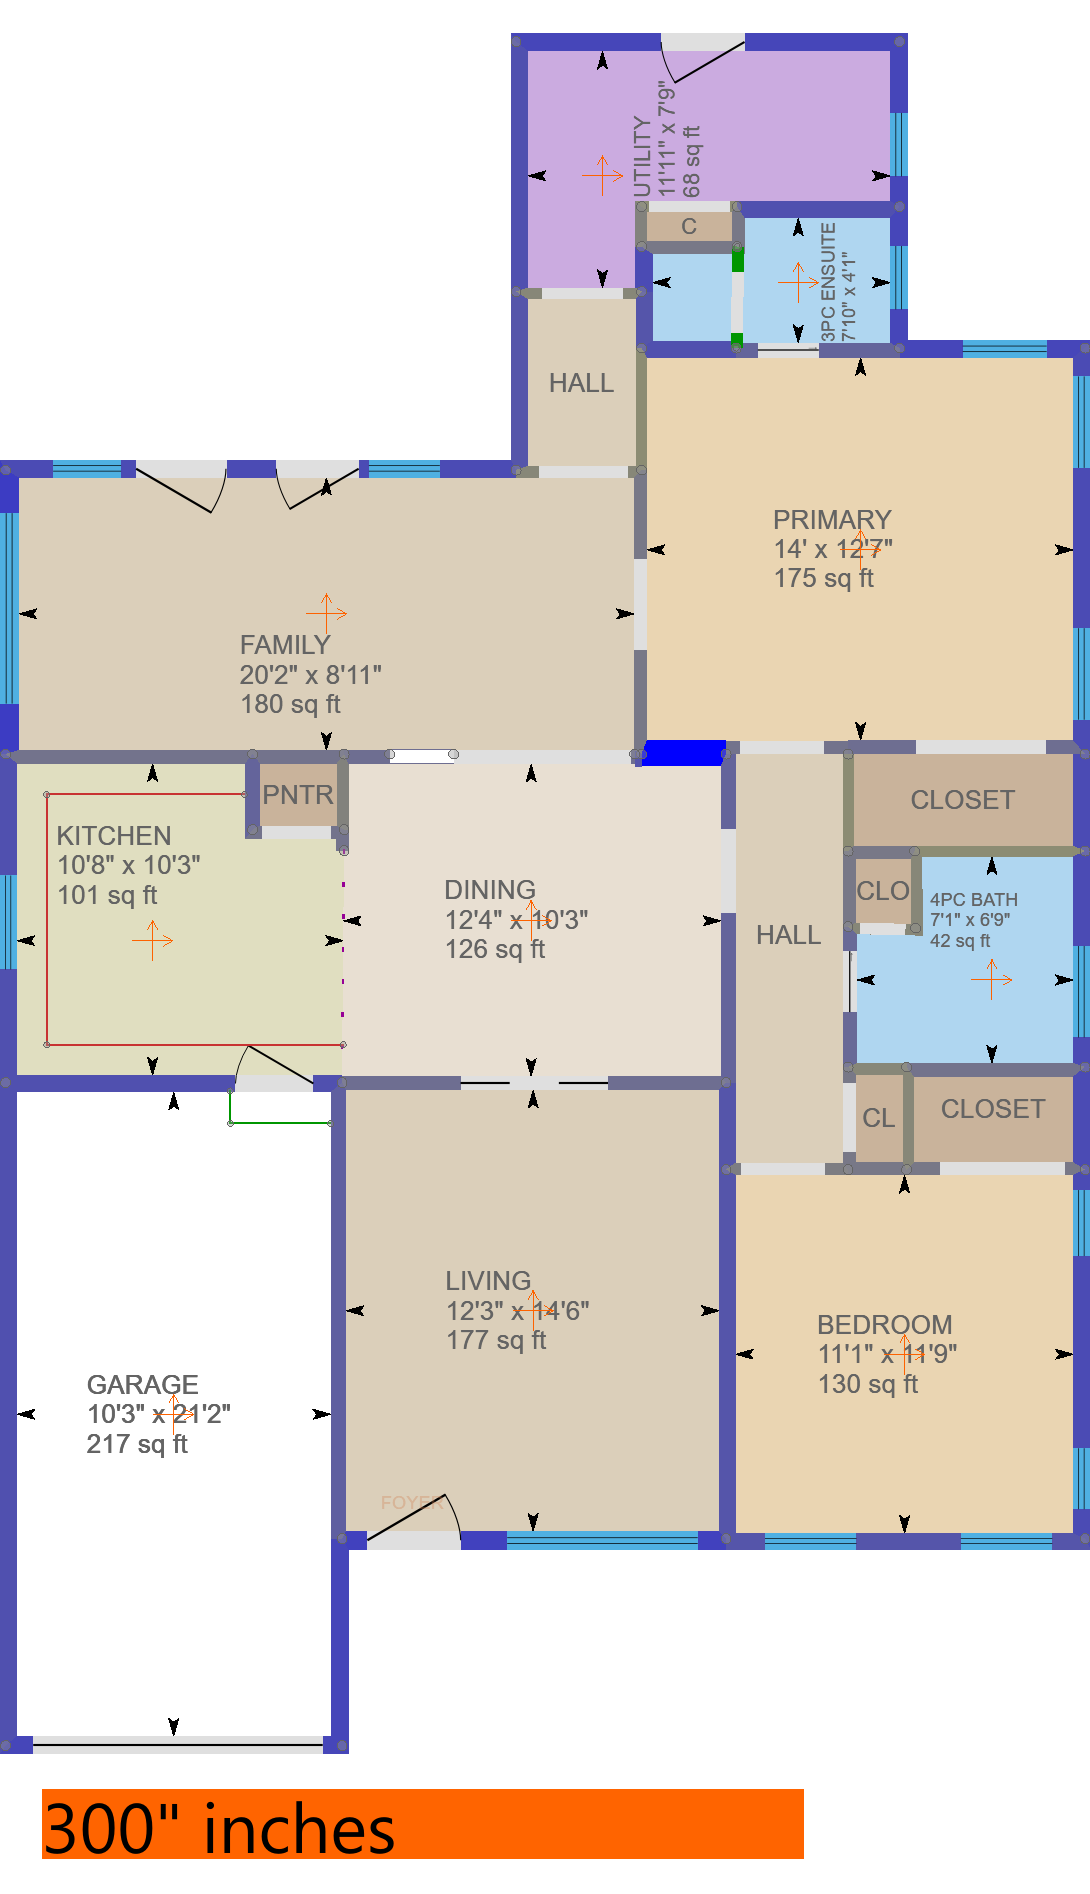 UTILITY
11'11" x 7'9"
68 sq ft
C
3PC ENSUITE
7'10" x 4'1"
HALL
PRIMARY
14' x 12'7"
175 sq ft
FAMILY
20'2" x 8'11"
180 sq ft
PNTR
CLOSET
KITCHEN
10'8" x 10'3"
101 sq ft
DINING
12'4" x 10'3"
126 sq ft
HALL
CLO
4PC BATH
7'1" x 6'9"
42 sq ft
CL
CLOSET
LIVING
12'3" x 14'6"
177 sq ft
BEDROOM
11'1" x 11'9"
130 sq ft
GARAGE
10'3" x 21'2"
217 sq ft
FOYER
300" inches